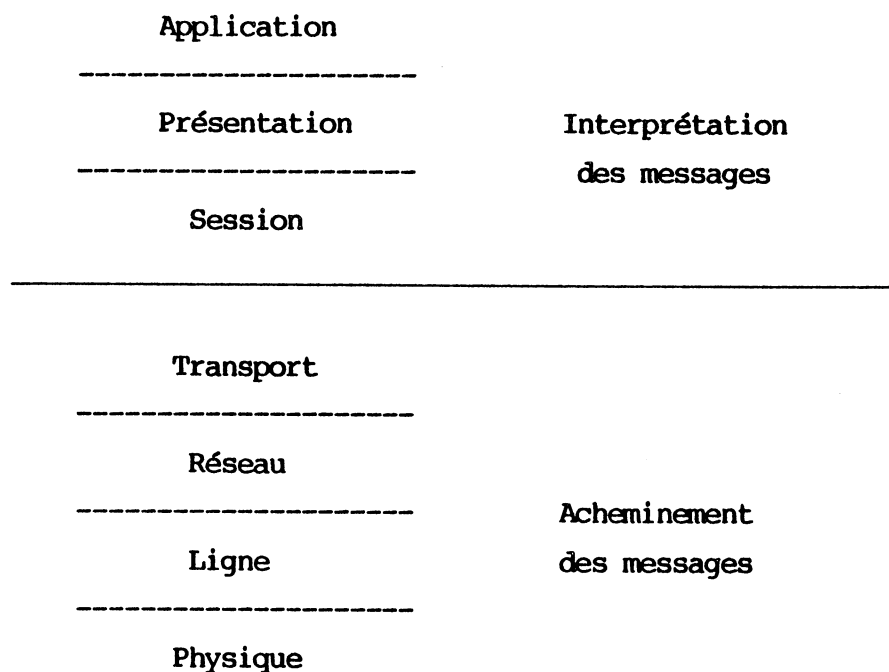 Application
Présentation
Interprétation
des messages
Session
Transport
Réseau
Acheminement
Ligne
des messages
Physique